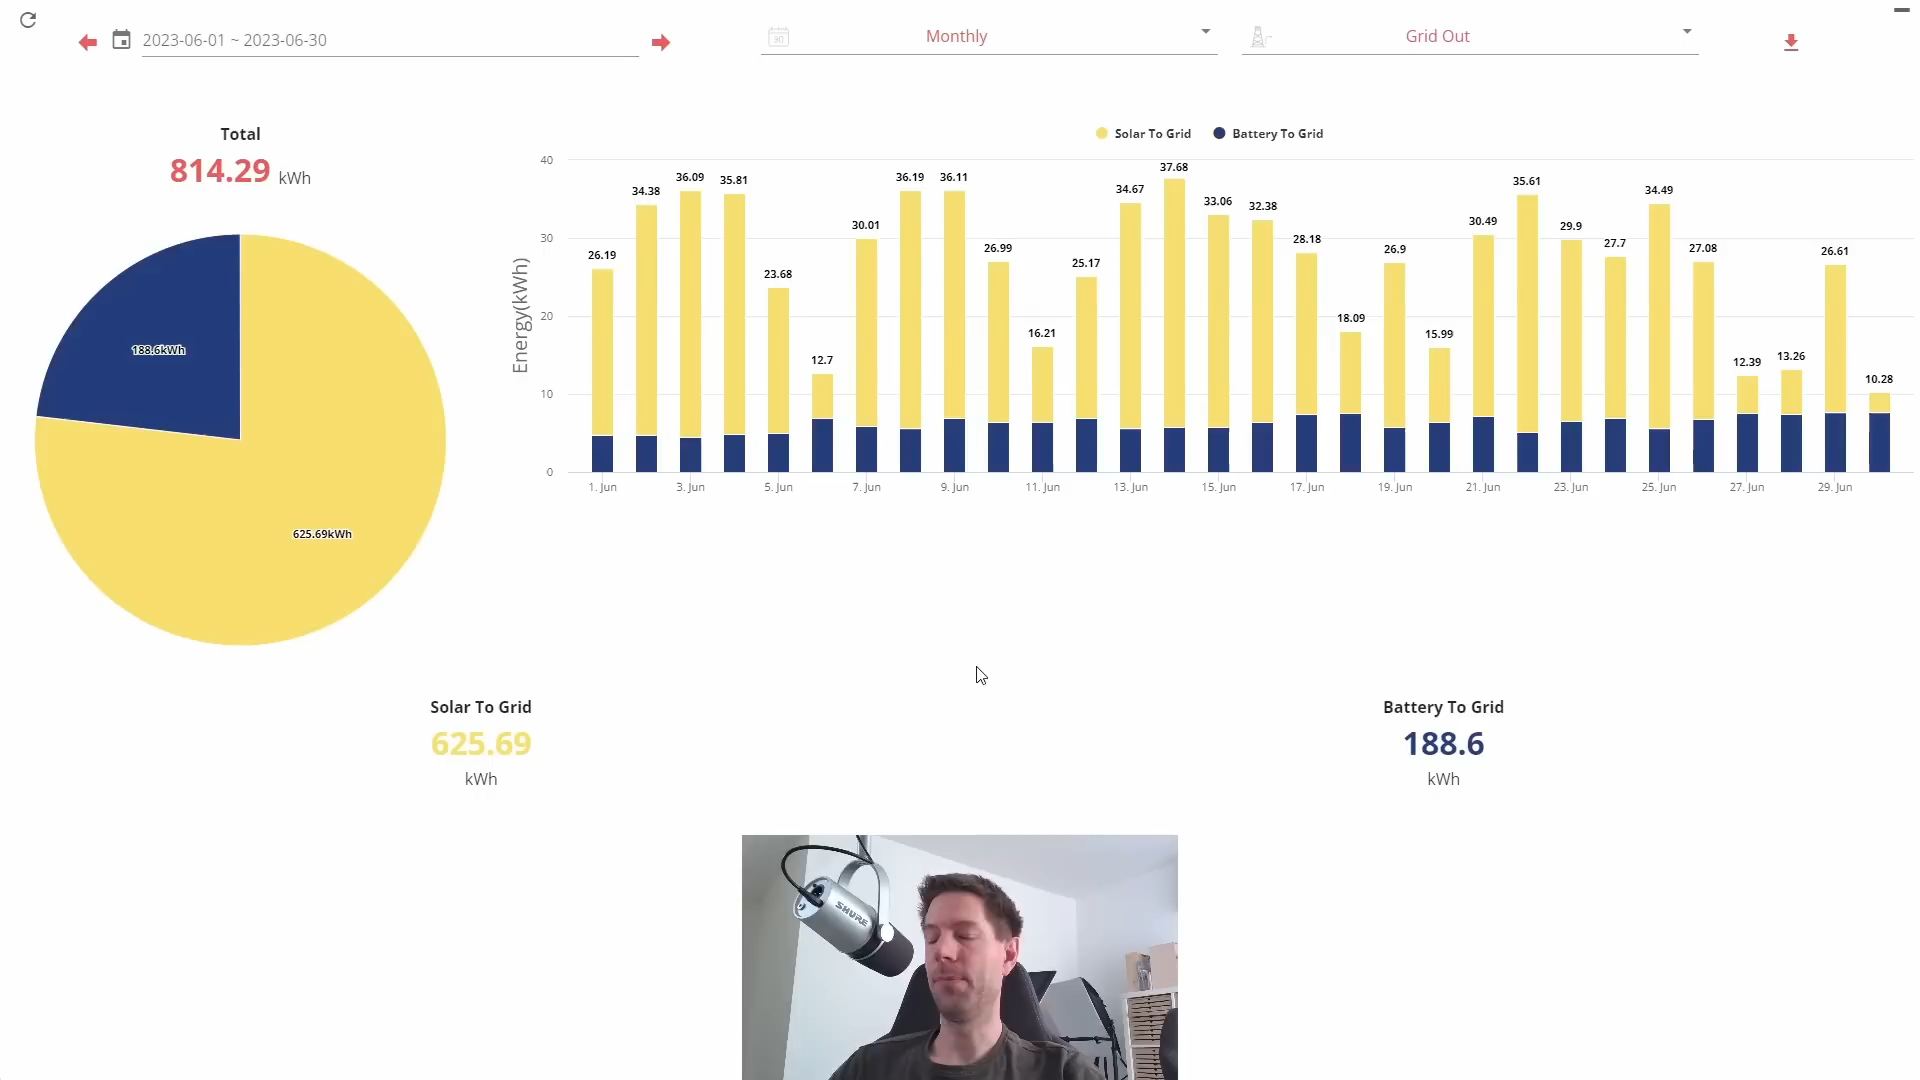 2023-06-01 ~ 2023-06-30
30
Monthly
Grid Out
Total
814.29 kWh
188.6kWh
625.69kWh
Solar To Grid
Battery To Grid
Energy(kWh)
40
30
20
10
0
26.19
34.38
36.09
35.81
23.68
12.7
30.01
36.19
36.11
26.99
16.21
25.17
34.67
37.68
33.06
32.38
28.18
18.09
26.9
15.99
30.49
35.61
29.9
27.7
34.49
27.08
12.39
13.26
26.61
10.28
1. Jun
3. Jun
5. Jun
7. Jun
9. Jun
11. Jun
13. Jun
15. Jun
17. Jun
19. Jun
21. Jun
23. Jun
25. Jun
27. Jun
29. Jun
Solar To Grid
625.69
kWh
Battery To Grid
188.6
kWh
SHURE